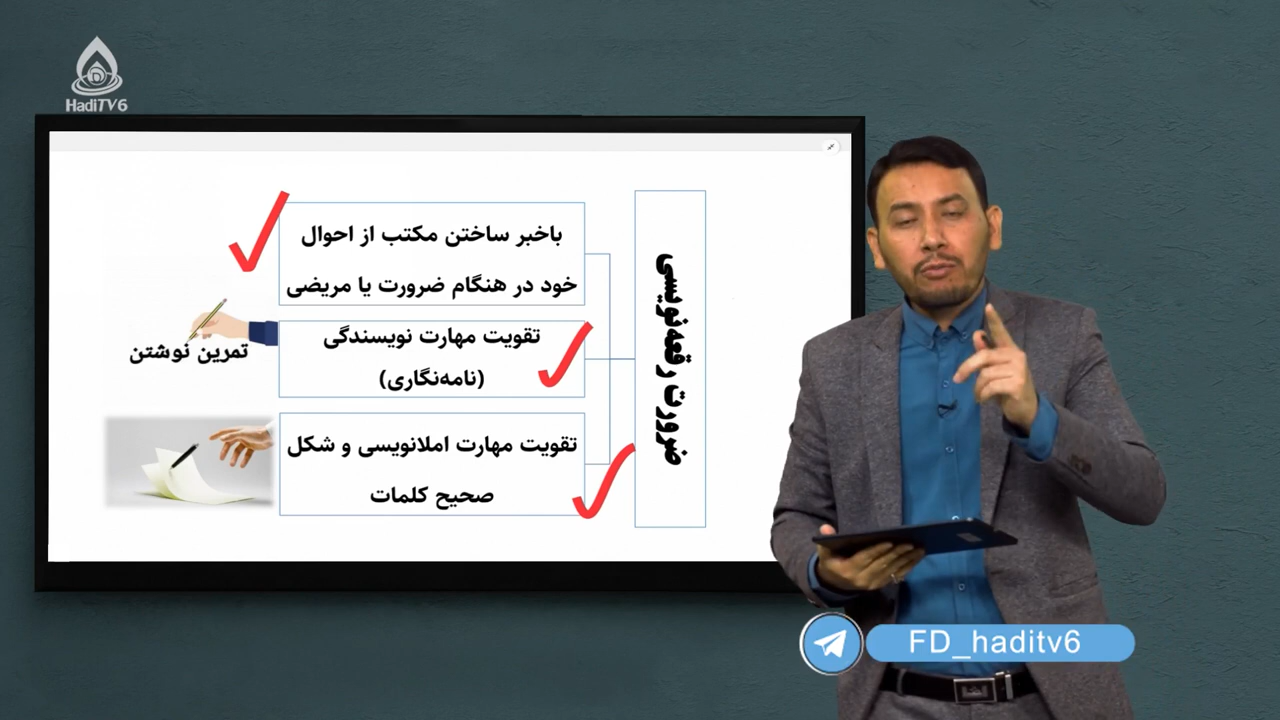 HadiTV6
ضرورت رقعه‌نویسی
باخبر ساختن مکتب از احوال
خود در هنگام ضرورت یا مریضی
تقویت مهارت نویسندگی
(نامه‌نگاری)
تمرین نوشتن
تقویت مهارت املانویسی و شکل
صحیح کلمات
FD_haditv6